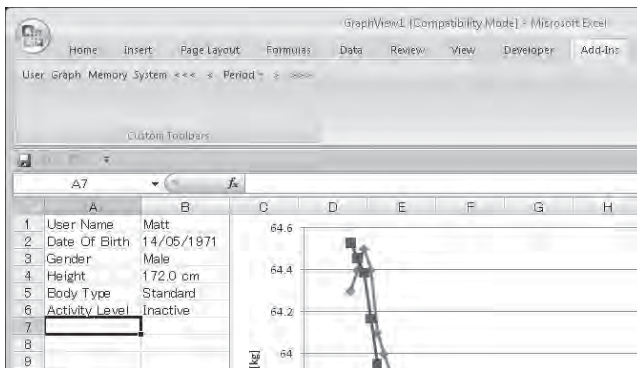 GraphView1 [Compatibility Mode] - Microsoft Excel
Home Insert Page Layout Formulas Data Review View Developer Add-Ins
User Graph Memory System <<< < Period > >>>
Custom Toolbars
A7 fx
A B C D E F G H
1 User Name Matt
2 Date Of Birth 14/05/1971
3 Gender Male
4 Height 172.0 cm
5 Body Type Standard
6 Activity Level Inactive
7
8
9
64.6
64.4
64.2
64
[kg]